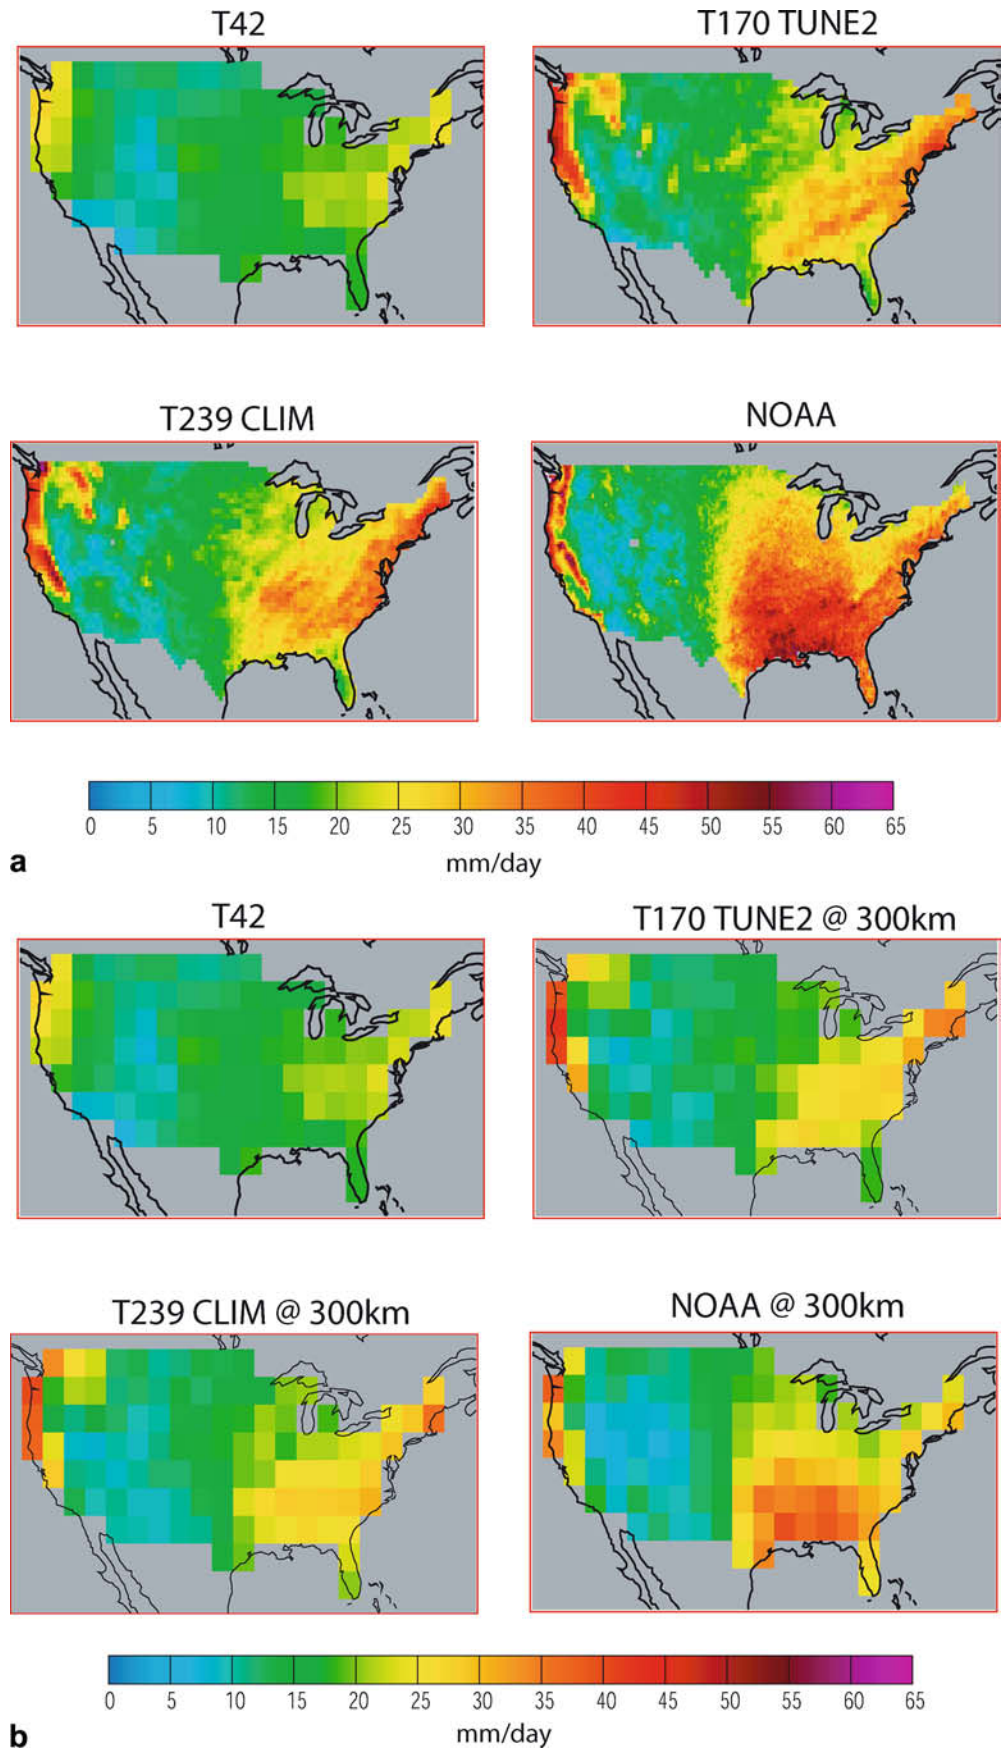 T42
T170 TUNE2
T239 CLIM
NOAA
0 5 10 15 20 25 30 35 40 45 50 55 60 65
mm/day
a
T42
T170 TUNE2 @ 300km
T239 CLIM @ 300km
NOAA @ 300km
0 5 10 15 20 25 30 35 40 45 50 55 60 65
mm/day
b